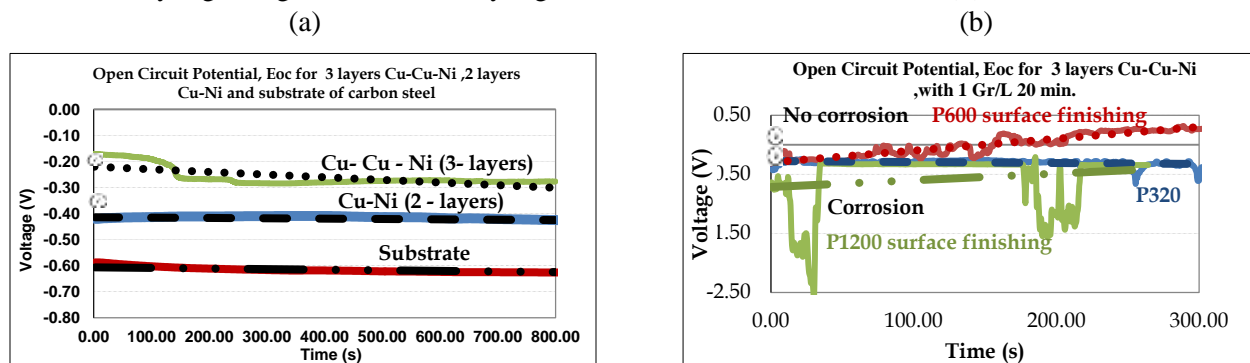 (a)
Open Circuit Potential, Eoc for 3 layers Cu-Cu-Ni ,2 layers
Cu-Ni and substrate of carbon steel
0.00
-0.10
-0.20
-0.30
-0.40
-0.50
-0.60
-0.70
-0.80
Voltage (V)
Cu- Cu - Ni (3- layers)
Cu-Ni (2 - layers)
Substrate
0.00 100.00 200.00 300.00 400.00 500.00 600.00 700.00 800.00
Time (s)
(b)
Open Circuit Potential, Eoc for 3 layers Cu-Cu-Ni
,with 1 Gr/L 20 min.
0.50
0.50
1.50
-2.50
Voltage (V)
No corrosion
P600 surface finishing
P320
Corrosion
P1200 surface finishing
0.00 100.00 200.00 300.00
Time (s)